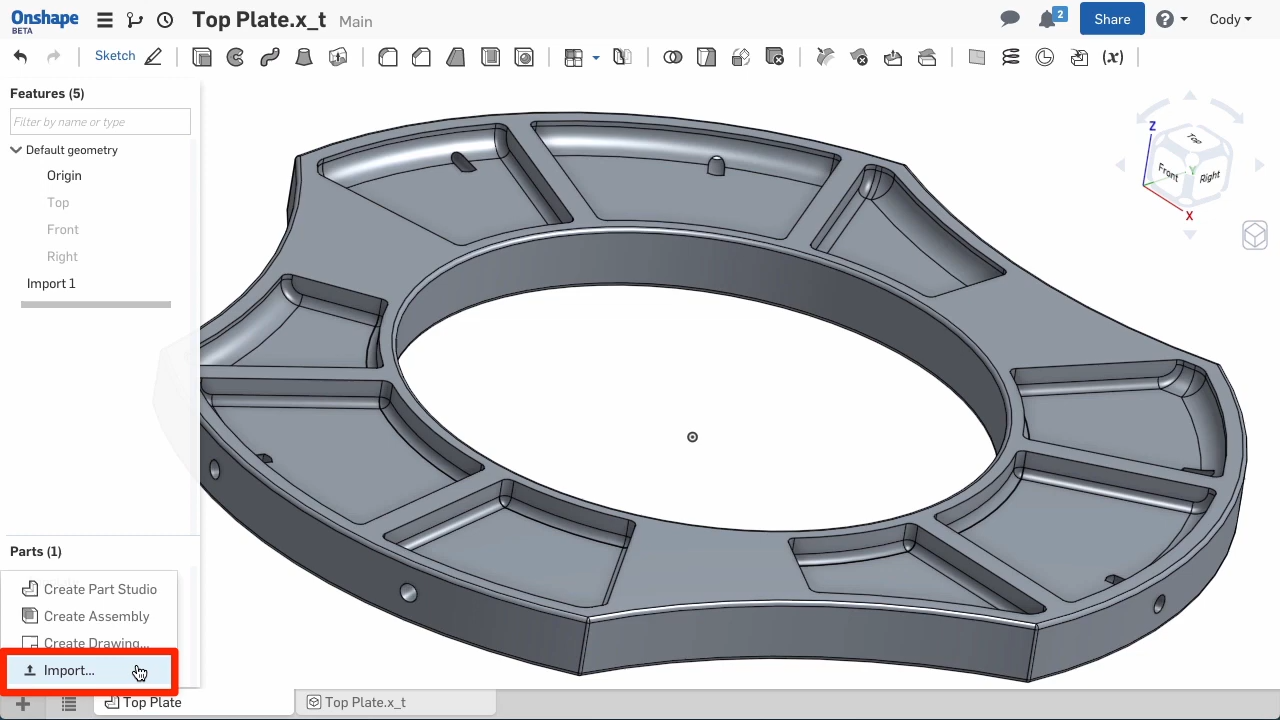 Onshape
BETA
Top Plate.x_t Main
2
Share
Cody
Sketch
(x)
Features (5)
Filter by name or type
Default geometry
Origin
Top
Front
Right
Import 1
Z
Top
Front
Y
Right
X
Parts (1)
Create Part Studio
Create Assembly
Create Drawing...
Import...
Top Plate
Top Plate.x_t